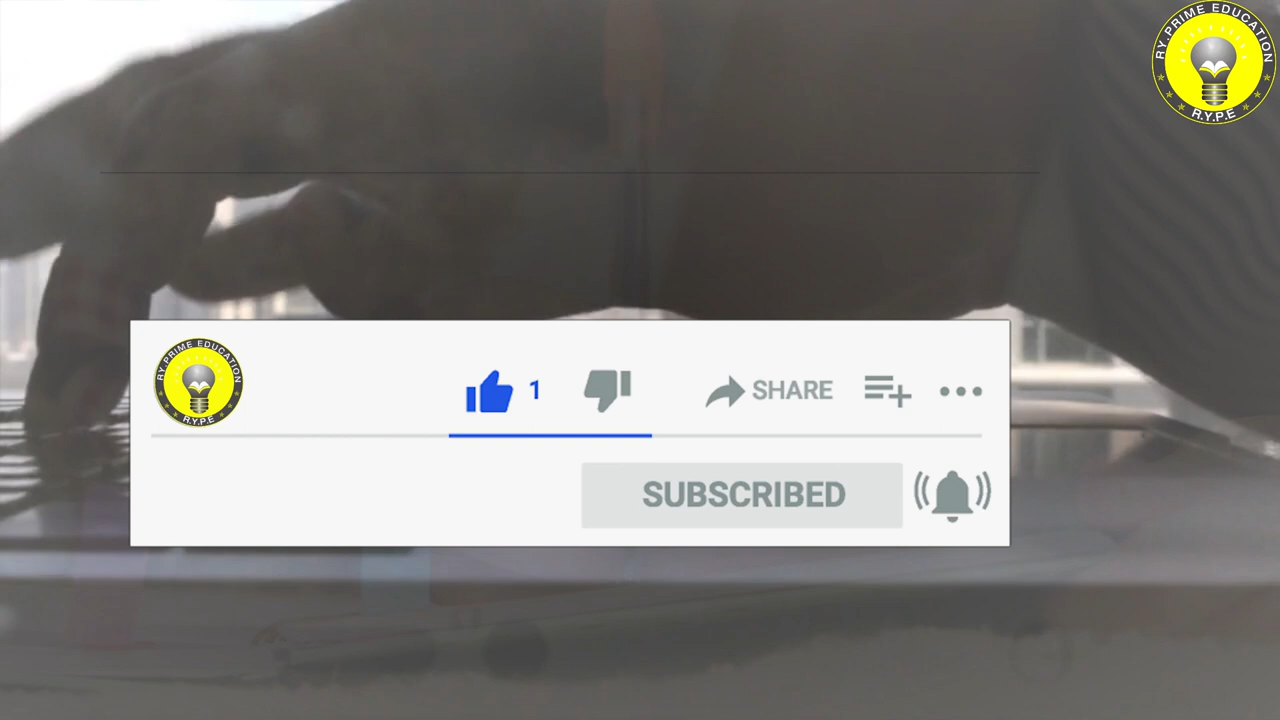 RY.PRIME EDUCATION
R.Y.P.E
RY.PRIME EDUCATION
R.Y.P.E
1
SHARE
SUBSCRIBED